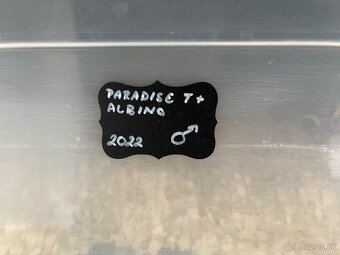 PARADISE T+
ALBINO
2022 ♂